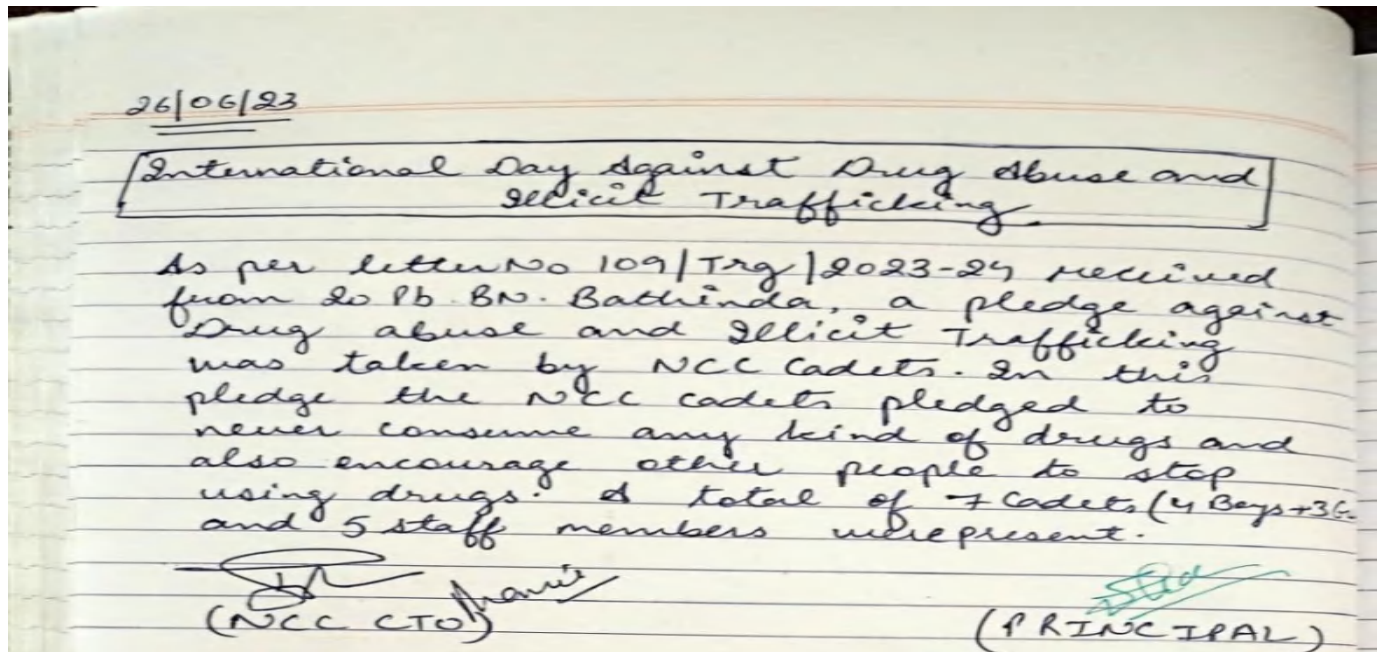 26/06/23
International Day Against Drug Abuse and
Illicit Trafficking
As per letter No 109/Trg/2023-24 received
from 20 Pb. BN. Bathinda, a pledge against
Drug abuse and Illicit Trafficking
was taken by NCC Cadets. In this
pledge the NCC cadets pledged to
never consume any kind of drugs and
also encourage other people to stop
using drugs. A total of 7 Cadets (4 Boys+3G
and 5 staff members were present.
(NCC CTO) (PRINCIPAL)